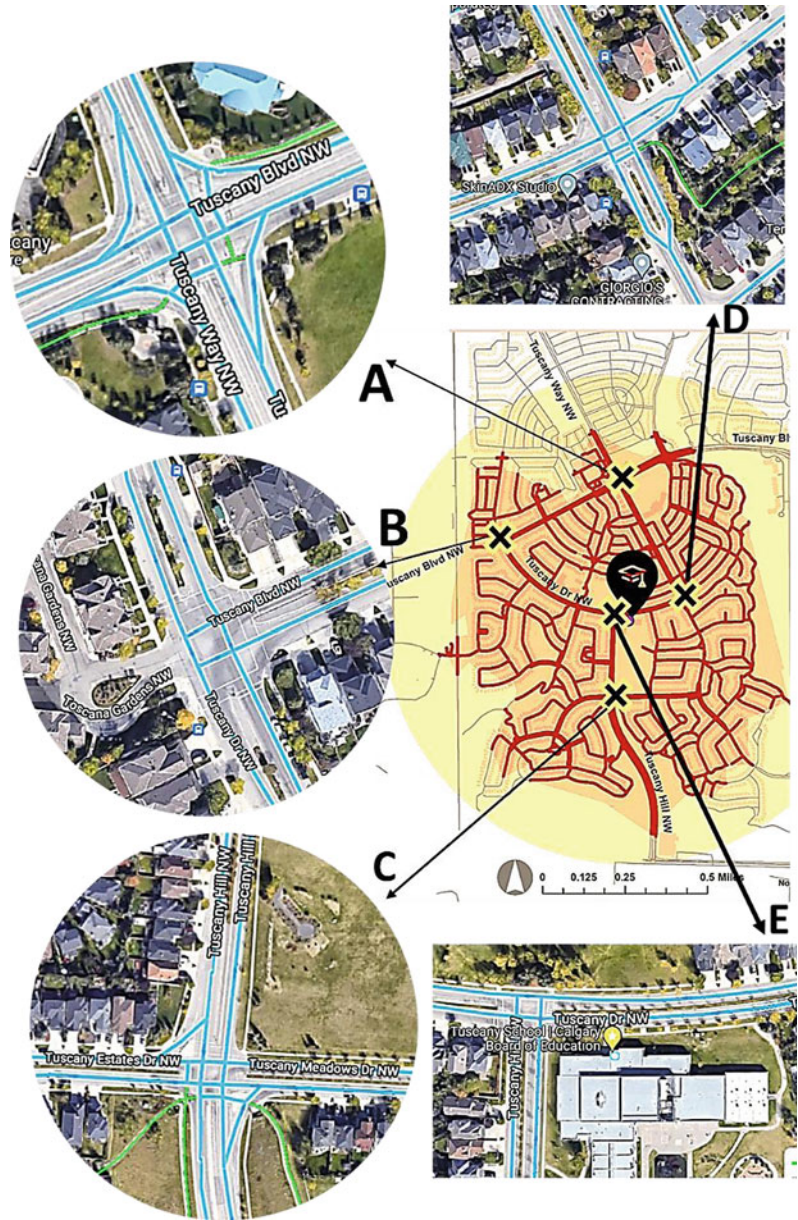 Tuscany Blvd NW
Tuscany Way NW
Tu
SkinADX Studio
GIORGIO'S
CONTRACTING
Ter
D
A
Tuscany Way NW
Tuscany Bl
B
Tuscany Blvd NW
Toscana Gardens NW
Tuscany Dr NW
Tuscany Blvd NW
Tuscany Dr NW
Tuscany Hill NW
C
0 0.125 0.25 0.5 Miles
No
E
Tuscany Hill NW
Tuscany Hill
Tuscany Estates Dr NW
Tuscany Meadows Dr NW
Tuscany Dr NW
Tuscany School | Calgary
Board of Education
Tuscany Hill NW